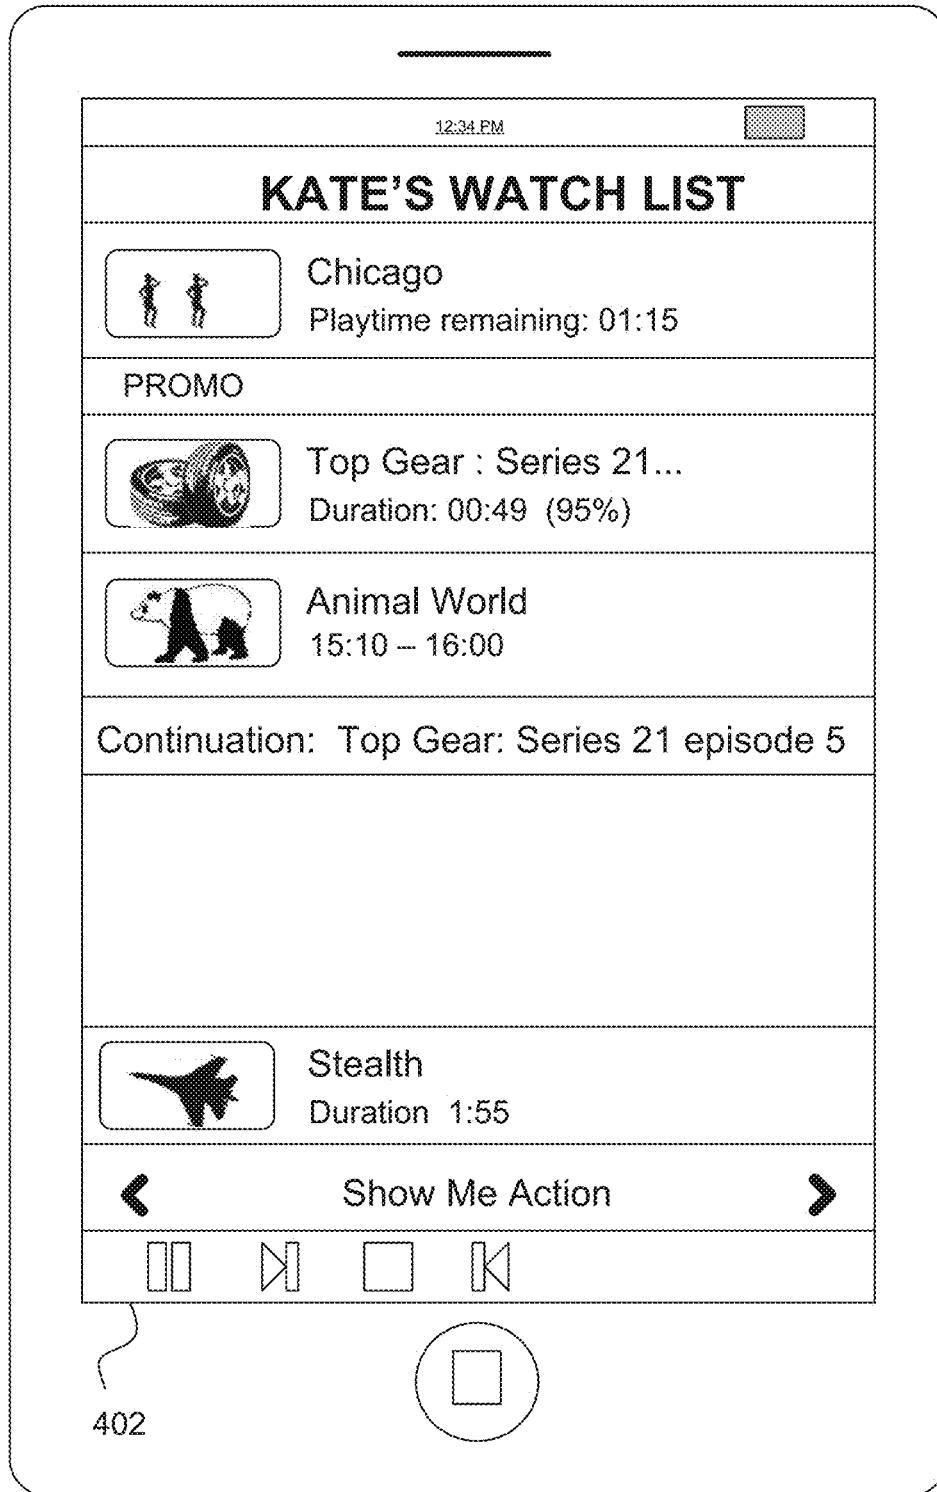 12:34 PM
KATE'S WATCH LIST
Chicago
Playtime remaining: 01:15
PROMO
Top Gear : Series 21...
Duration: 00:49 (95%)
Animal World
15:10 – 16:00
Continuation: Top Gear: Series 21 episode 5
Stealth
Duration 1:55
Show Me Action
402